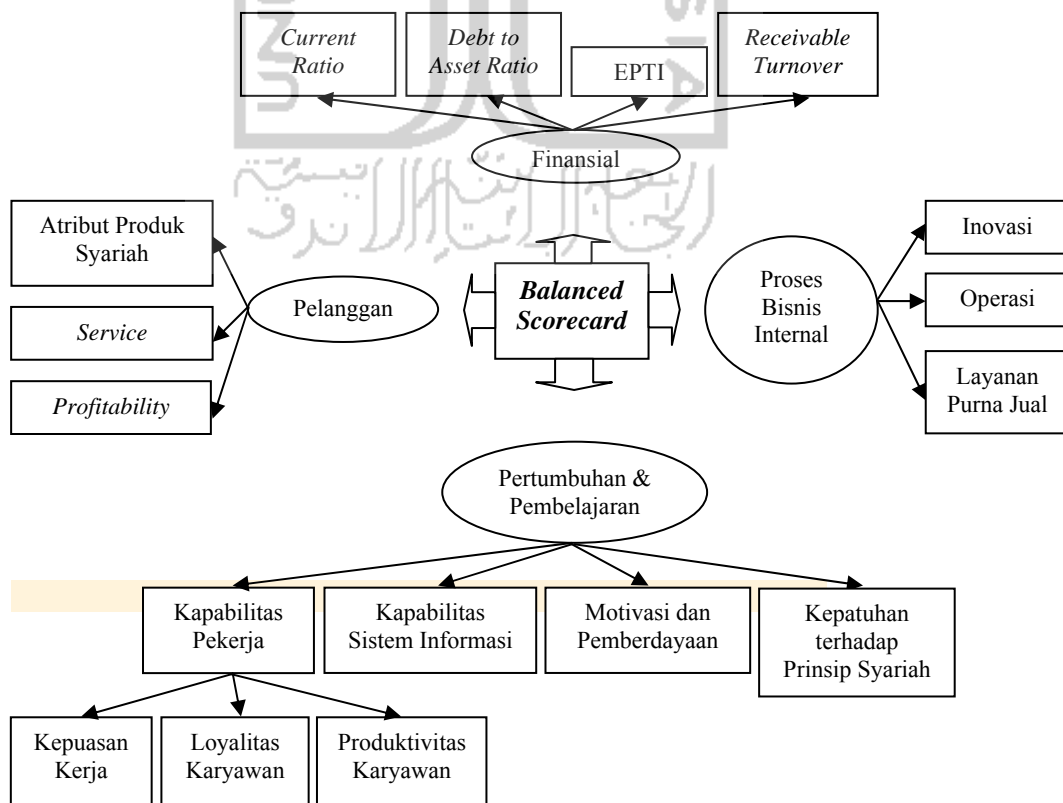 Current
Ratio
Debt to
Asset Ratio
EPTI
Receivable
Turnover
Finansial
Atribut Produk
Syariah
Service
Profitability
Pelanggan
Balanced
Scorecard
Proses
Bisnis
Internal
Inovasi
Operasi
Layanan
Purna Jual
Pertumbuhan &
Pembelajaran
Kapabilitas
Pekerja
Kapabilitas
Sistem Informasi
Motivasi dan
Pemberdayaan
Kepatuhan
terhadap
Prinsip Syariah
Kepuasan
Kerja
Loyalitas
Karyawan
Produktivitas
Karyawan